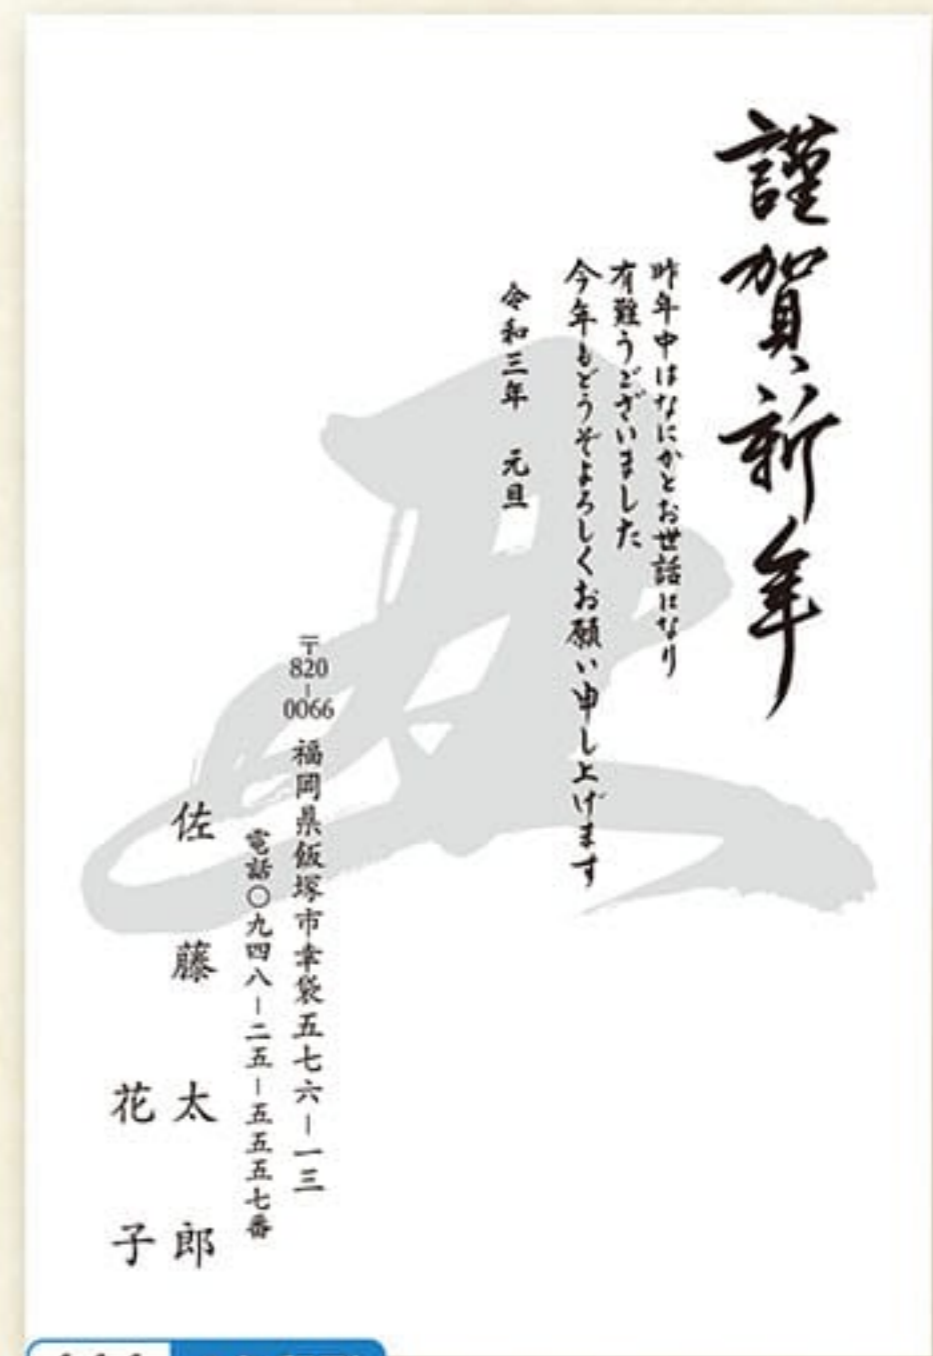 謹賀新年
昨年中はなにかとお世話になり
有難うございました
今年もどうぞよろしくお願い申し上げます
令和三年　元旦
丑
〒820-0066　福岡県飯塚市幸袋五七六－一三
電話〇九四八－二五－五五五七番
佐藤　太郎
花子